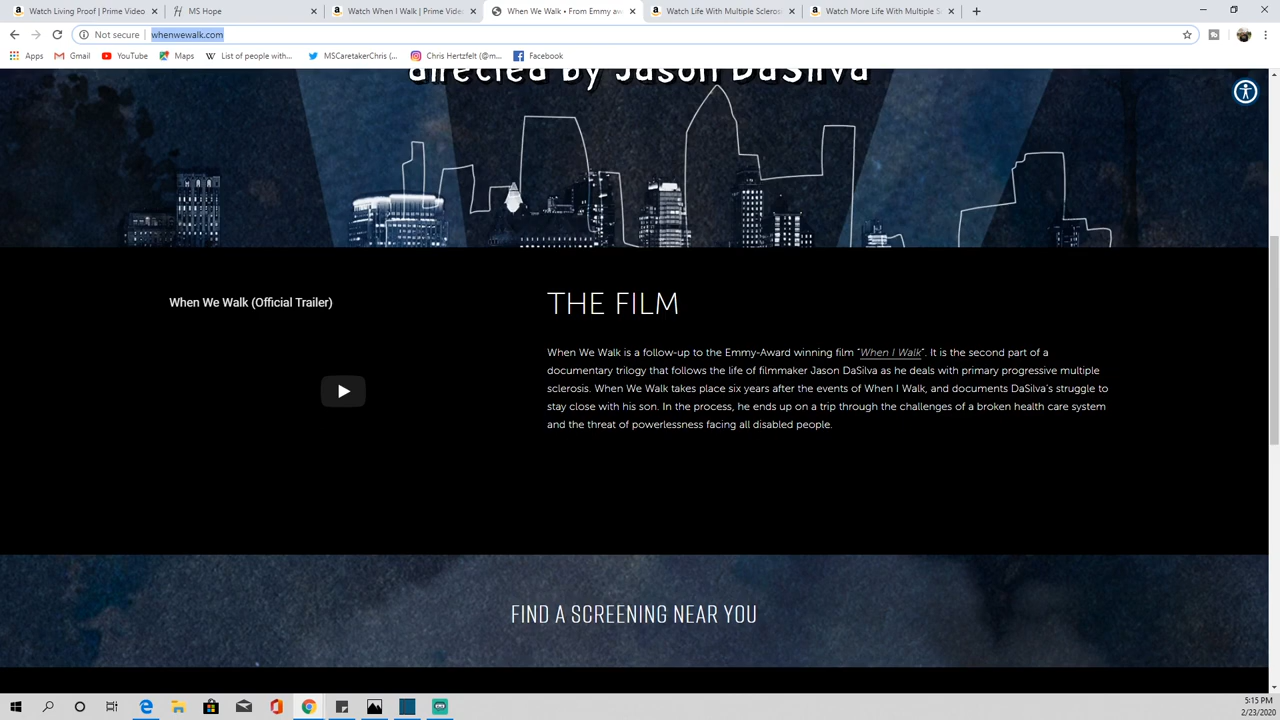 Watch Living Proof | Prime Video
MS Hope
Watch When I Walk | Prime Vide
When We Walk • From Emmy aw
Watch Life With Multiple Scleros
Watch More Life With Multiple S
Not secure
whenwewalk.com
Apps
Gmail
YouTube
Maps
List of people with...
MSCaretakerChris (...
Chris Hertzfelt (@m...
Facebook
directed by Jason DaSilva
When We Walk (Official Trailer)
THE FILM
When We Walk is a follow-up to the Emmy-Award winning film “When I Walk”. It is the second part of a
documentary trilogy that follows the life of filmmaker Jason DaSilva as he deals with primary progressive multiple
sclerosis. When We Walk takes place six years after the events of When I Walk, and documents DaSilva’s struggle to
stay close with his son. In the process, he ends up on a trip through the challenges of a broken health care system
and the threat of powerlessness facing all disabled people.
FIND A SCREENING NEAR YOU
5:15 PM
2/23/2020